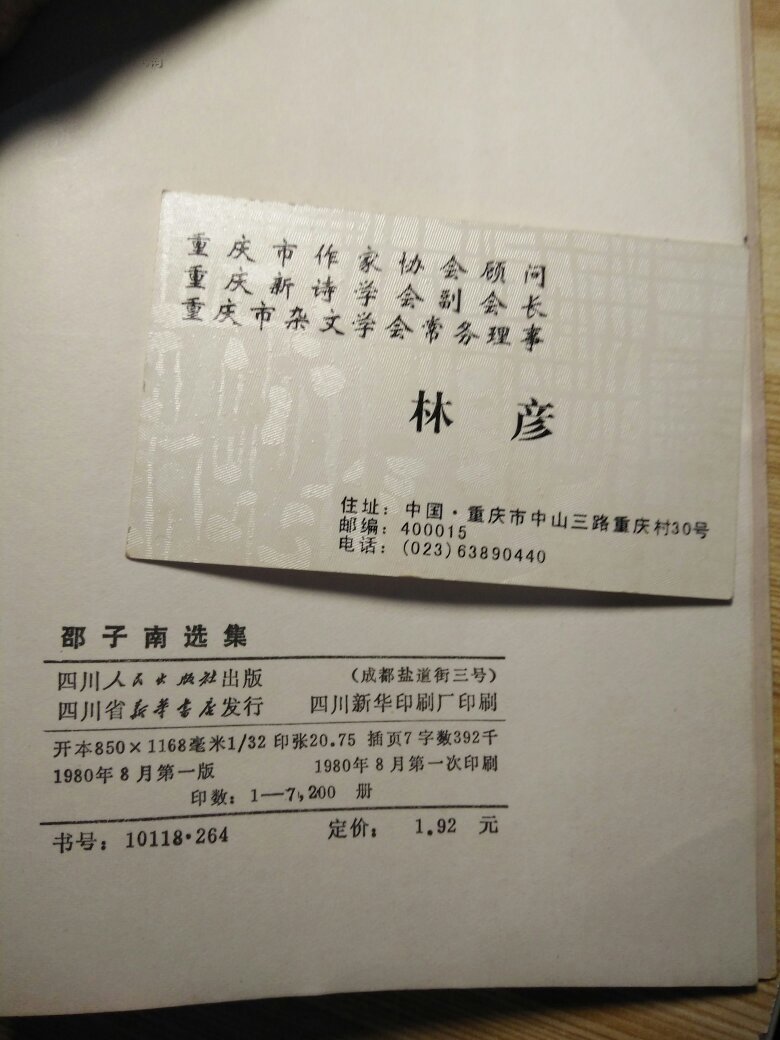 重庆市作家协会顾问
重庆新诗学会副会长
重庆市杂文学会常务理事
林彦
住址：中国·重庆市中山三路重庆村30号
邮编：400015
电话：(023)63890440
邵子南选集
四川人民出版社出版 （成都盐道街三号）
四川省新华书店发行 四川新华印刷厂印刷
开本850×1168毫米1/32 印张20.75 插页7 字数392千
1980年8月第一版 1980年8月第一次印刷
印数：1—7,200 册
书号：10118·264 定价：1.92 元